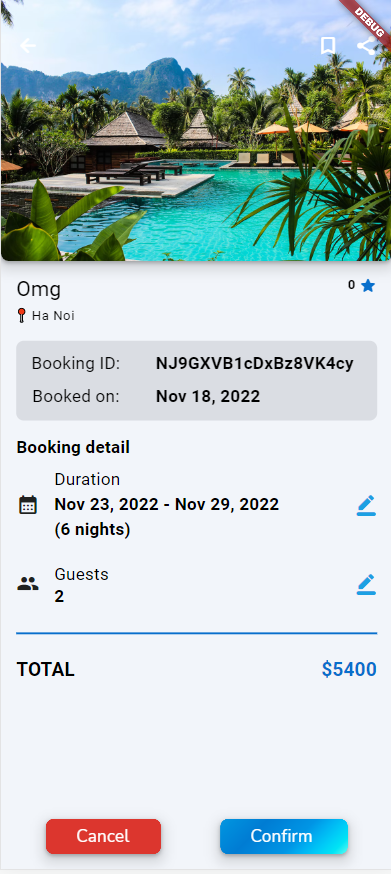 DEBUG
Omg
0
Ha Noi
Booking ID: NJ9GXVB1cDxBz8VK4cy
Booked on: Nov 18, 2022
Booking detail
Duration
Nov 23, 2022 - Nov 29, 2022
(6 nights)
Guests
2
TOTAL $5400
Cancel Confirm